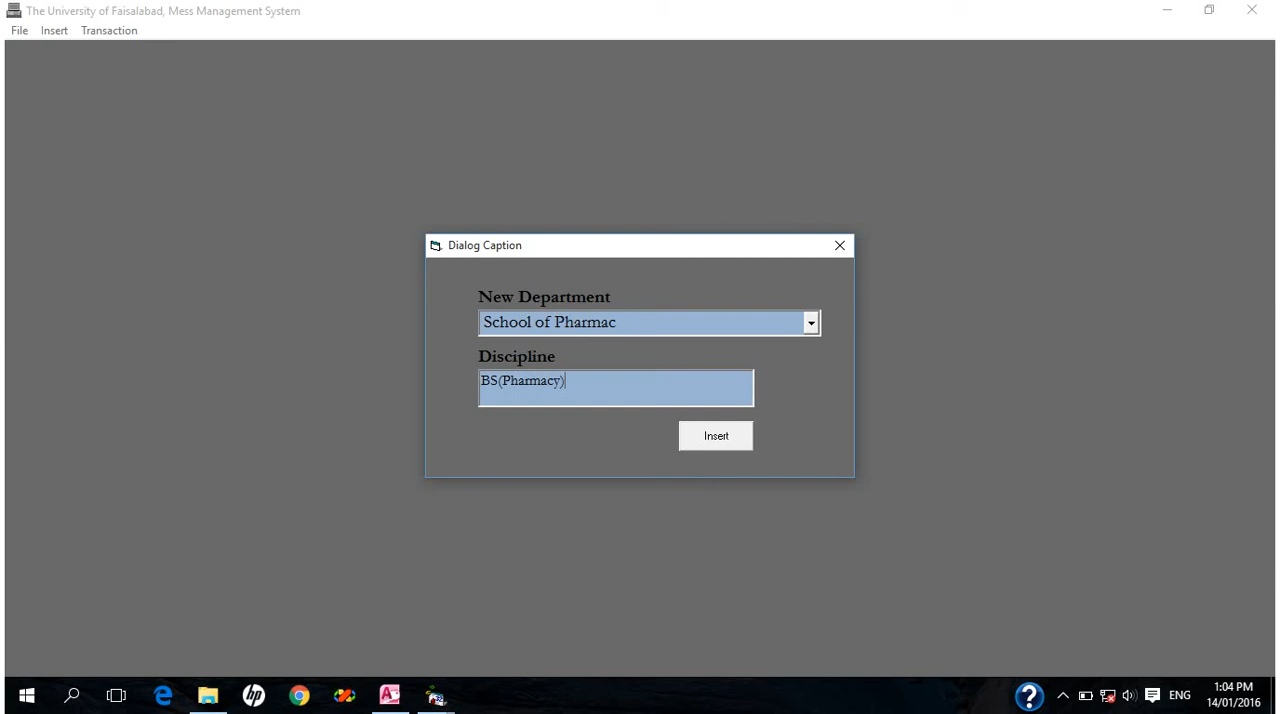 The University of Faisalabad, Mess Management System
File Insert Transaction
Dialog Caption
New Department
School of Pharmac
Discipline
BS(Pharmacy)
Insert
hp
ENG
1:04 PM
14/01/2016